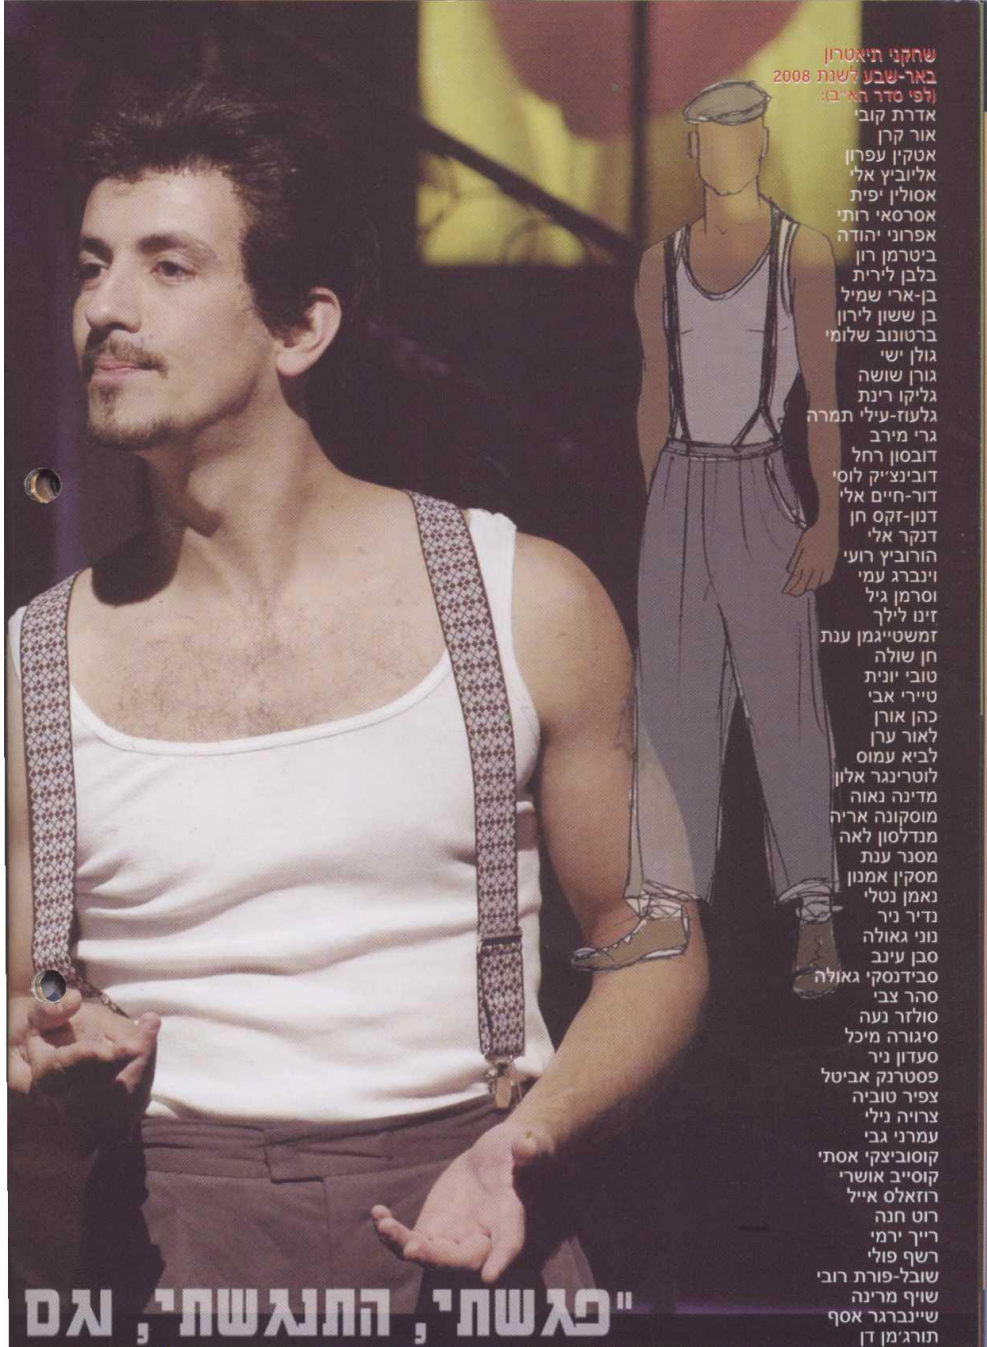 שחקני תיאטרון
באר-שבע לשנת 2008
(לפי סדר הא״ב):
אדרת קובי
אור קרן
אטקין עפרון
אליוביץ אלי
אסולין יפית
אסרסאי רותי
אפרוני יהודה
ביטרמן רון
בלבן לירית
בן-ארי שמיל
בן ששון לירון
ברטונוב שלומי
גולן ישי
גורן שושה
גליקו רינת
גלעוז-עילי תמרה
גרי מירב
דובסון רחל
דובינצ׳יק לוסי
דור-חיים אלי
דנון-זקס חן
דנקר אלי
הורוביץ רועי
וינברג עמי
וסרמן גיל
זינו לילך
זמשטייגמן ענת
חן שולה
טובי יונית
טיירי אבי
כהן אורן
לאור ערן
לביא עמוס
לוטרינגר אלון
מדינה נאוה
מוסקונה אריה
מנדלסון לאה
מסנר ענת
מסקין אמנון
נאמן נטלי
נדיר ניר
נוני גאולה
סבן עינב
סבידנסקי גאולה
סהר צבי
סולזר נעה
סיגורה מיכל
סעדון ניר
פסטרנק אביטל
צפיר טוביה
צרויה נילי
עמרני גבי
קוסוביצקי אסתי
קוסייב אושרי
רוזאלס אייל
רוט חנה
רייך ירמי
רשף פולי
שובל-פורת רובי
שויף מרינה
שיינברגר אסף
תורג׳מן דן
"פגשתי, התנגשתי, וגם